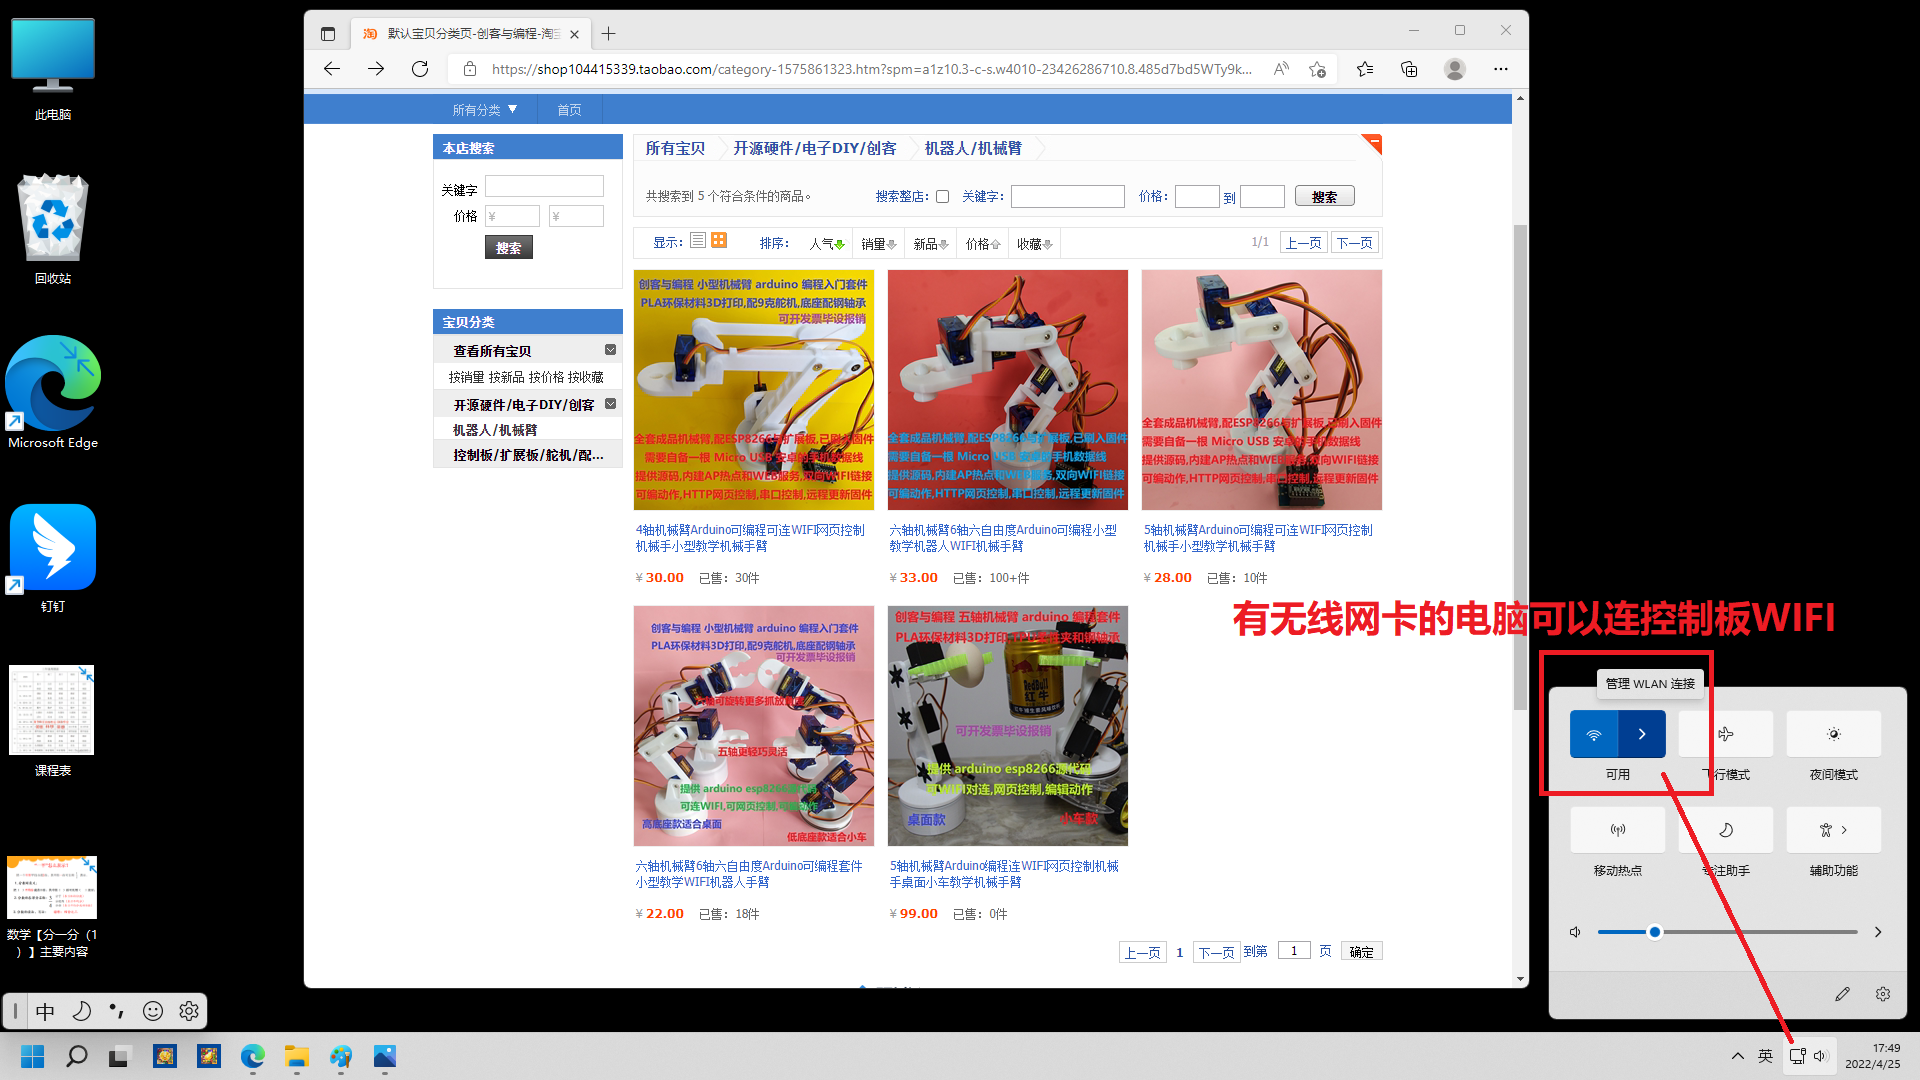 此电脑
回收站
Microsoft Edge
钉钉
课程表
数学【分一分（1
）】主要内容
默认宝贝分类页-创客与编程-淘宝
https://shop104415339.taobao.com/category-1575861323.htm?spm=a1z10.3-c-s.w4010-23426286710.8.485d7bd5WTy9k...
所有分类 ▼
首页
本店搜索
关键字
价格 ¥ ¥
搜索
宝贝分类
查看所有宝贝
按销量 按新品 按价格 按收藏
开源硬件/电子DIY/创客
机器人/机械臂
控制板/扩展板/舵机/配...
所有宝贝
开源硬件/电子DIY/创客
机器人/机械臂
共搜索到 5 个符合条件的商品。
搜索整店:
关键字:
价格:
到
搜索
显示:
排序:
人气
销量
新品
价格
收藏
1/1
上一页
下一页
创客与编程 小型机械臂 arduino 编程入门套件
PLA环保材料3D打印,配9克舵机,底座配钢轴承
可开发票毕设报销
全套成品机械臂,配ESP8266与扩展板,已刷入固件
需要自备一根 Micro USB 安卓的手机数据线
提供源码,内建AP热点和WEB服务,双向WIFI链接
可编动作,HTTP网页控制,串口控制,远程更新固件
全套成品机械臂,配ESP8266与扩展板,已刷入固件
需要自备一根 Micro USB 安卓的手机数据线
提供源码,内建AP热点和WEB服务,双向WIFI链接
可编动作,HTTP网页控制,串口控制,远程更新固件
全套成品机械臂,配ESP8266与扩展板,已刷入固件
需要自备一根 Micro USB 安卓的手机数据线
提供源码,内建AP热点和WEB服务,双向WIFI链接
可编动作,HTTP网页控制,串口控制,远程更新固件
4轴机械臂Arduino可编程可连WIFI网页控制
机械手小型教学机械手臂
¥ 30.00 已售: 30件
六轴机械臂6轴六自由度Arduino可编程小型
教学机器人WIFI机械手臂
¥ 33.00 已售: 100+件
5轴机械臂Arduino可编程可连WIFI网页控制
机械手小型教学机械手臂
¥ 28.00 已售: 10件
创客与编程 小型机械臂 arduino 编程入门套件
PLA环保材料3D打印,配9克舵机,底座配钢轴承
可开发票毕设报销
五轴更轻巧灵活
提供 arduino esp8266源代码
可连WIFI,可网页控制,可编动作
高底座款适合桌面
低底座款适合小车
创客与编程 五轴机械臂 arduino 编程套件
RedBull
红牛
可开发票毕设报销
提供 arduino esp8266源代码
可WIFI对连,网页控制,编辑动作
桌面款
小车款
六轴机械臂6轴六自由度Arduino可编程套件
小型教学WIFI机器人手臂
¥ 22.00 已售: 18件
5轴机械臂Arduino编程连WIFI网页控制机械
手桌面小车教学机械手臂
¥ 99.00 已售: 0件
上一页
1
下一页
到第
1
页
确定
有无线网卡的电脑可以连控制板WIFI
管理 WLAN 连接
可用
飞行模式
夜间模式
移动热点
专注助手
辅助功能
中
英
17:49
2022/4/25